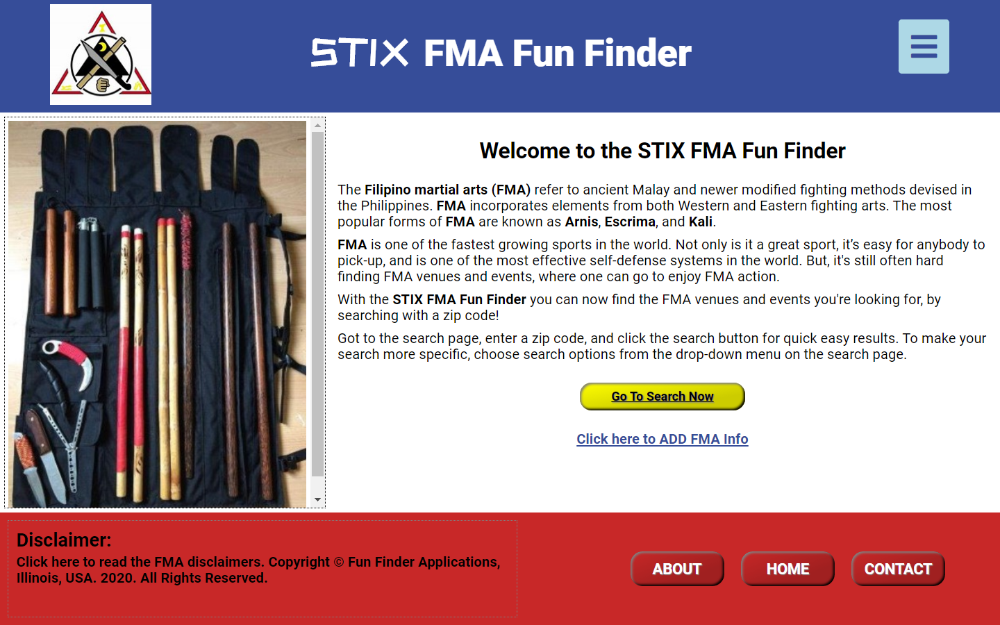 STIX FMA Fun Finder
Welcome to the STIX FMA Fun Finder
The Filipino martial arts (FMA) refer to ancient Malay and newer modified fighting methods devised in
the Philippines. FMA incorporates elements from both Western and Eastern fighting arts. The most
popular forms of FMA are known as Arnis, Escrima, and Kali.
FMA is one of the fastest growing sports in the world. Not only is it a great sport, it’s easy for anybody to
pick-up, and is one of the most effective self-defense systems in the world. But, it's still often hard
finding FMA venues and events, where one can go to enjoy FMA action.
With the STIX FMA Fun Finder you can now find the FMA venues and events you're looking for, by
searching with a zip code!
Got to the search page, enter a zip code, and click the search button for quick easy results. To make your
search more specific, choose search options from the drop-down menu on the search page.
Go To Search Now
Click here to ADD FMA Info
Disclaimer:
Click here to read the FMA disclaimers. Copyright © Fun Finder Applications,
Illinois, USA. 2020. All Rights Reserved.
ABOUT
HOME
CONTACT